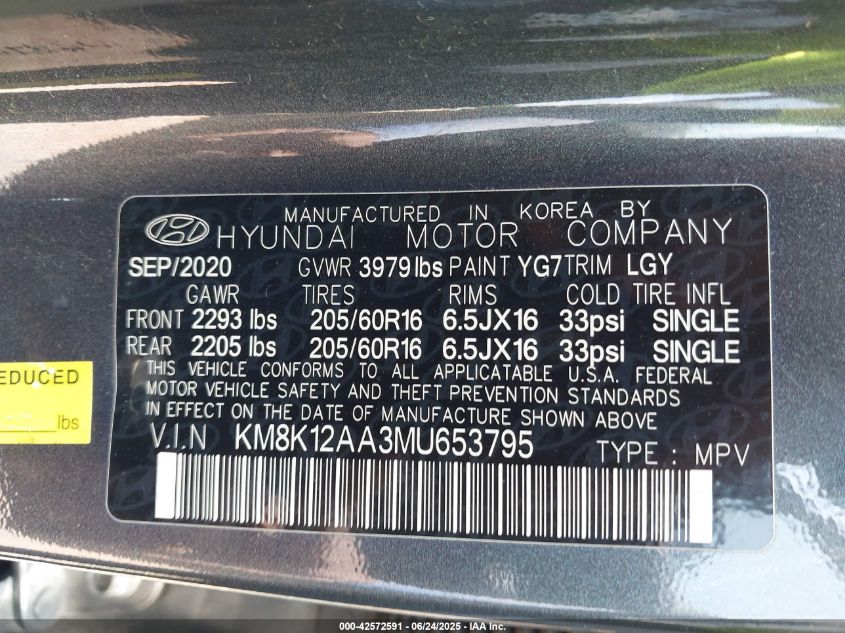 MANUFACTURED IN KOREA BY
HYUNDAI MOTOR COMPANY
SEP/2020 GVWR 3979lbs PAINT YG7 TRIM LGY
GAWR TIRES RIMS COLD TIRE INFL
FRONT 2293 lbs 205/60R16 6.5JX16 33psi SINGLE
REAR 2205 lbs 205/60R16 6.5JX16 33psi SINGLE
THIS VEHICLE CONFORMS TO ALL APPLICATABLE U.S.A. FEDERAL
MOTOR VEHICLE SAFETY AND THEFT PREVENTION STANDARDS
IN EFFECT ON THE DATE OF MANUFACTURE SHOWN ABOVE
V.I.N KM8K12AA3MU653795 TYPE : MPV
EDUCED
lbs
000-42572591 - 06/24/2025 - IAA Inc.